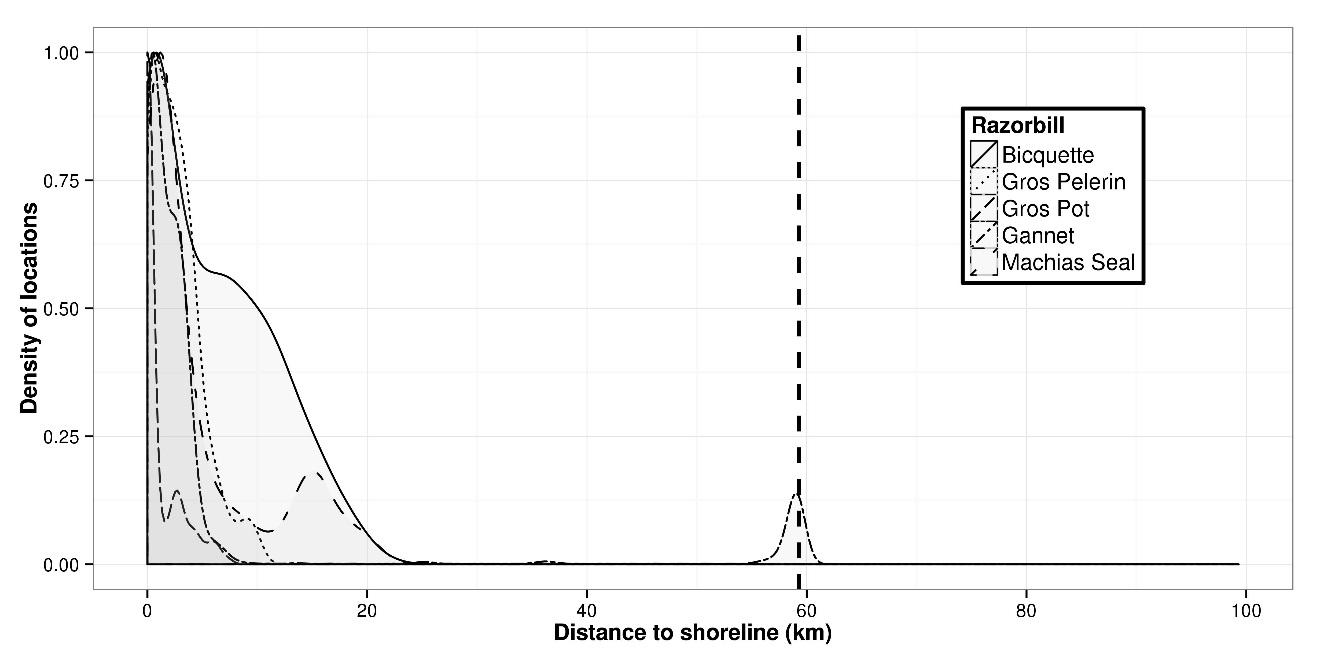 1.00
0.75
0.50
0.25
0.00
Density of locations
Razorbill
Bicquette
Gros Pelerin
Gros Pot
Gannet
Machias Seal
0 20 40 60 80 100
Distance to shoreline (km)